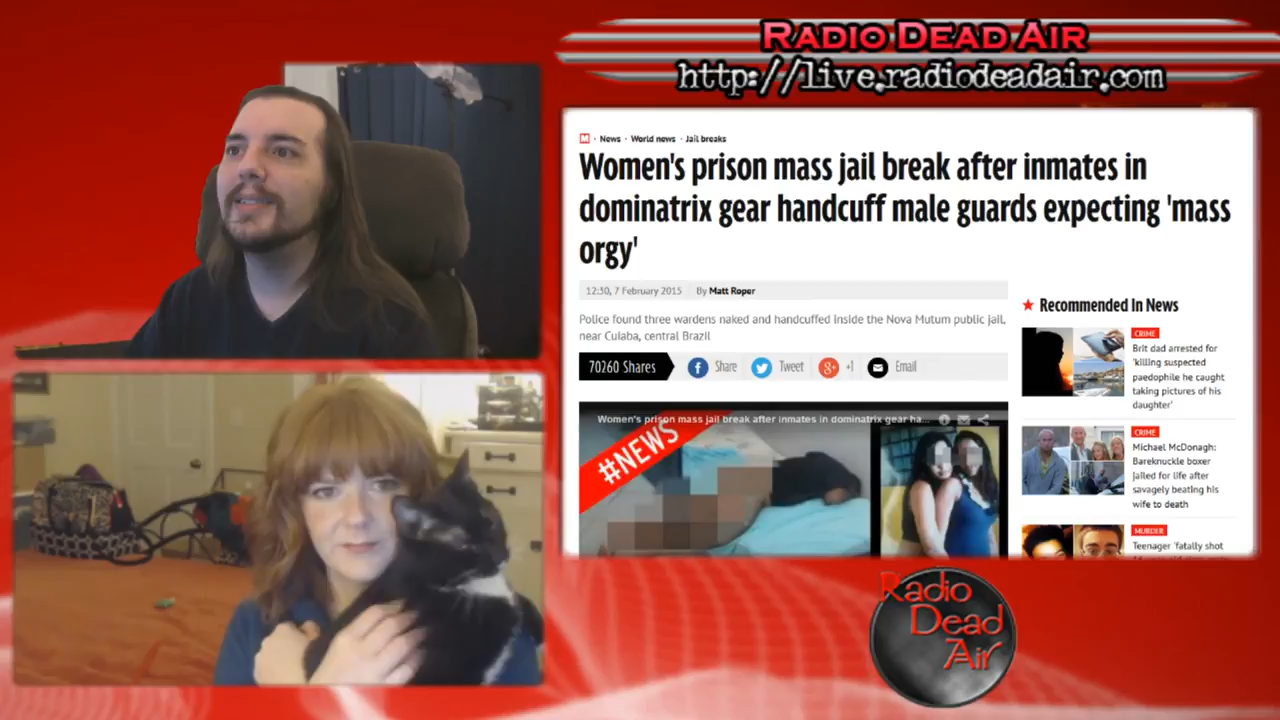 RADIO DEAD AIR
http://live.radiodeadair.com
M · News · World news · Jail breaks
Women's prison mass jail break after inmates in
dominatrix gear handcuff male guards expecting 'mass
orgy'
12:30, 7 February 2015 By Matt Roper
Police found three wardens naked and handcuffed inside the Nova Mutum public jail,
near Cuiaba, central Brazil
70260 Shares
f Share
Tweet
g+ +1
Email
Women's prison mass jail break after inmates in dominatrix gear ha...
#NEWS
Recommended In News
CRIME
Brit dad arrested for
'killing suspected
paedophile he caught
taking pictures of his
daughter'
CRIME
Michael McDonagh:
Bareknuckle boxer
jailed for life after
savagely beating his
wife to death
MURDER
Teenager 'fatally shot
Radio
Dead
Air